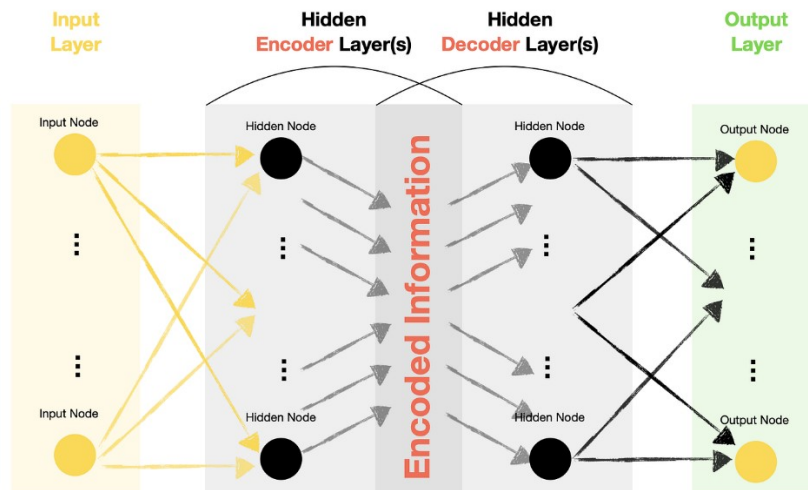 Input
Layer
Hidden
Encoder Layer(s)
Hidden
Decoder Layer(s)
Output
Layer
Input Node
Hidden Node
Hidden Node
Output Node
...
...
...
...
Encoded Information
...
...
...
...
Input Node
Hidden Node
Hidden Node
Output Node